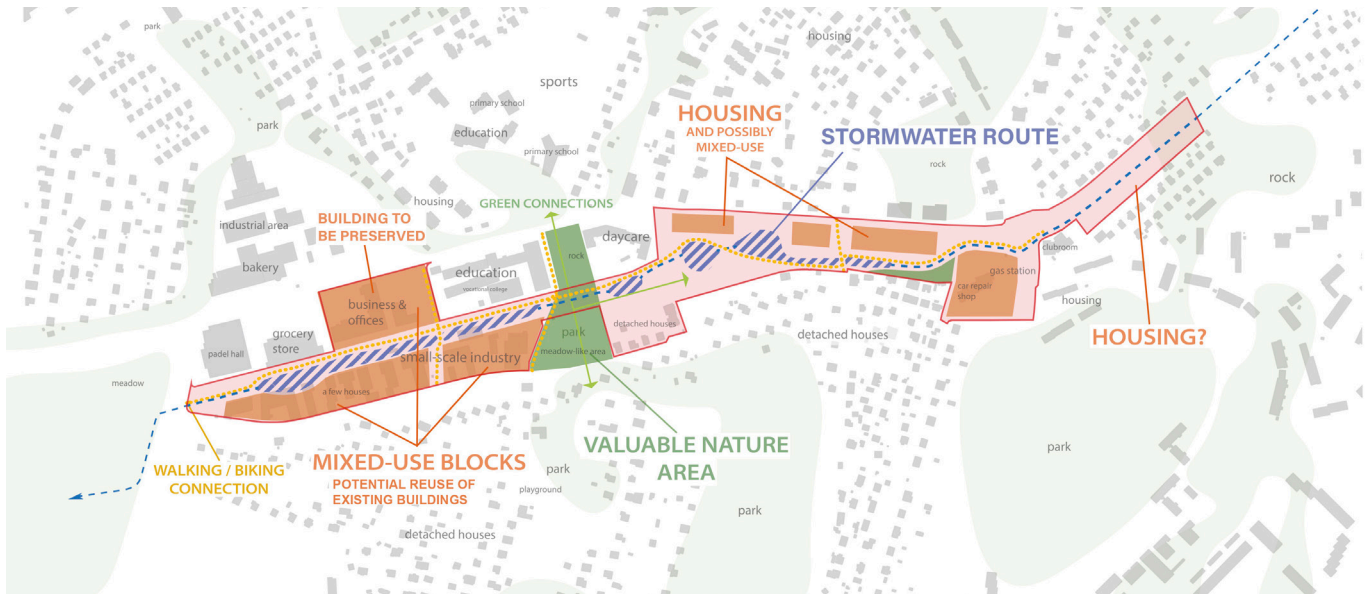 park
housing
sports
primary school
education
primary school
park
HOUSING
AND POSSIBLY
MIXED-USE
STORMWATER ROUTE
rock
rock
housing
GREEN CONNECTIONS
industrial area
BUILDING TO
BE PRESERVED
daycare
rock
bakery
education
vocational college
clubroom
gas station
car repair
shop
business &
offices
housing
grocery
store
padel hall
park
detached houses
meadow-like area
small-scale industry
detached houses
HOUSING?
meadow
a few houses
VALUABLE NATURE
AREA
park
WALKING / BIKING
CONNECTION
MIXED-USE BLOCKS
POTENTIAL REUSE OF
EXISTING BUILDINGS
park
playground
park
detached houses